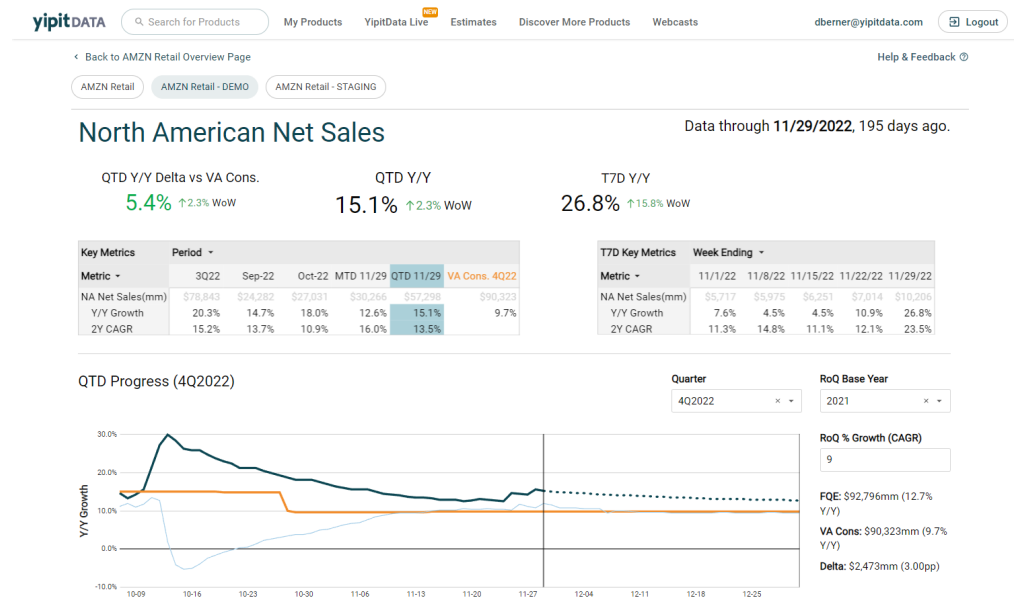 yipitDATA
Search for Products
My Products
YipitData Live
NEW
Estimates
Discover More Products
Webcasts
dberner@yipitdata.com
Logout
Back to AMZN Retail Overview Page
Help & Feedback
AMZN Retail
AMZN Retail - DEMO
AMZN Retail - STAGING
North American Net Sales
Data through 11/29/2022, 195 days ago.
QTD Y/Y Delta vs VA Cons.
5.4% ↑2.3% WoW
QTD Y/Y
15.1% ↑2.3% WoW
T7D Y/Y
26.8% ↑15.8% WoW
Key Metrics Period
Metric 3Q22 Sep-22 Oct-22 MTD 11/29 QTD 11/29 VA Cons. 4Q22
NA Net Sales(mm) $78,843 $24,282 $27,031 $30,266 $57,298 $90,323
Y/Y Growth 20.3% 14.7% 18.0% 12.6% 15.1% 9.7%
2Y CAGR 15.2% 13.7% 10.9% 16.0% 13.5%
T7D Key Metrics Week Ending
Metric 11/1/22 11/8/22 11/15/22 11/22/22 11/29/22
NA Net Sales(mm) $5,717 $5,975 $6,251 $7,014 $10,206
Y/Y Growth 7.6% 4.5% 4.5% 10.9% 26.8%
2Y CAGR 11.3% 14.8% 11.1% 12.1% 23.5%
QTD Progress (4Q2022)
Quarter
4Q2022
RoQ Base Year
2021
RoQ % Growth (CAGR)
9
FQE: $92,796mm (12.7%
Y/Y)
VA Cons: $90,323mm (9.7%
Y/Y)
Delta: $2,473mm (3.00pp)
Y/Y Growth
30.0%
20.0%
10.0%
0.0%
-10.0%
10-09 10-16 10-23 10-30 11-06 11-13 11-20 11-27 12-04 12-11 12-18 12-25